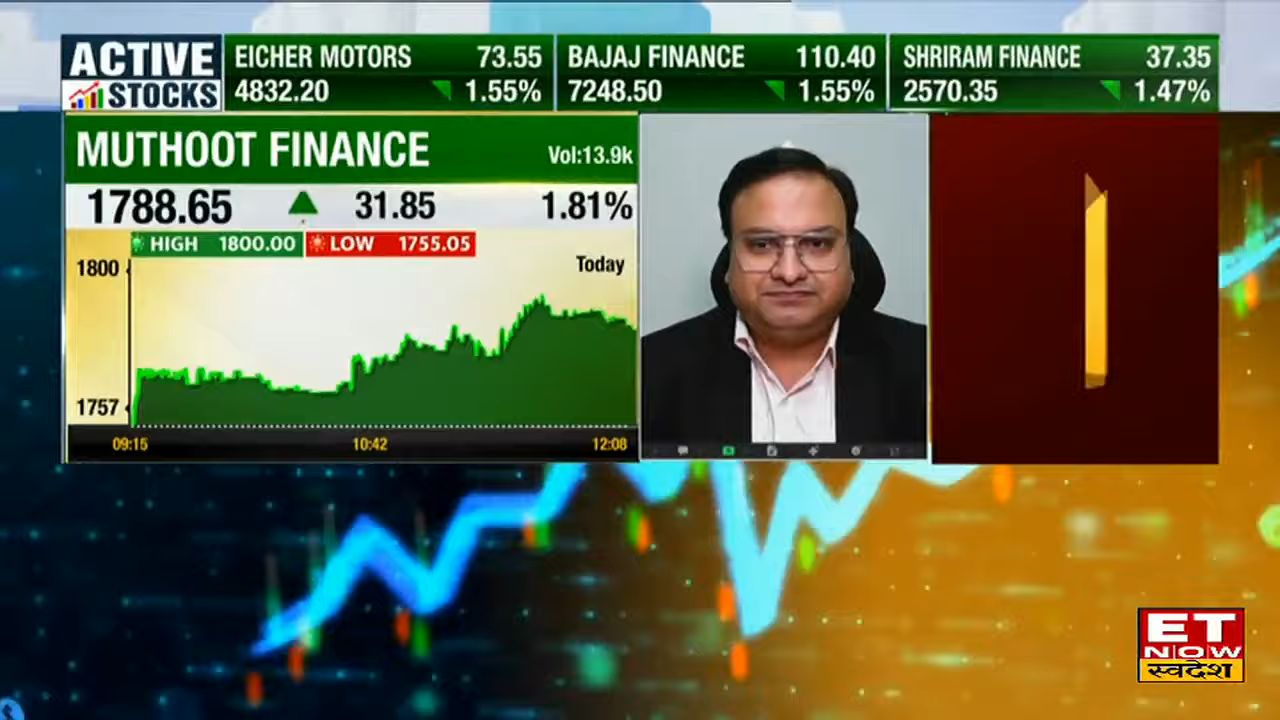 ACTIVE
STOCKS
EICHER MOTORS 73.55
4832.20 1.55%
BAJAJ FINANCE 110.40
7248.50 1.55%
SHRIRAM FINANCE 37.35
2570.35 1.47%
MUTHOOT FINANCE Vol:13.9k
1788.65 31.85 1.81%
HIGH 1800.00 LOW 1755.05
1800 Today
1757
09:15 10:42 12:08
ET
NOW
स्वदेश